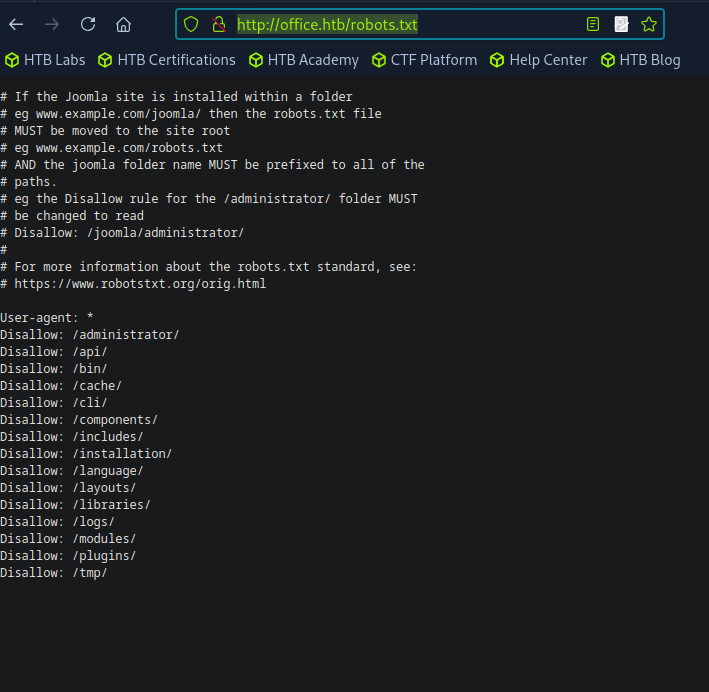 http://office.htb/robots.txt
HTB Labs HTB Certifications HTB Academy CTF Platform Help Center HTB Blog
# If the Joomla site is installed within a folder
# eg www.example.com/joomla/ then the robots.txt file
# MUST be moved to the site root
# eg www.example.com/robots.txt
# AND the joomla folder name MUST be prefixed to all of the
# paths.
# eg the Disallow rule for the /administrator/ folder MUST
# be changed to read
# Disallow: /joomla/administrator/
#
# For more information about the robots.txt standard, see:
# https://www.robotstxt.org/orig.html
User-agent: *
Disallow: /administrator/
Disallow: /api/
Disallow: /bin/
Disallow: /cache/
Disallow: /cli/
Disallow: /components/
Disallow: /includes/
Disallow: /installation/
Disallow: /language/
Disallow: /layouts/
Disallow: /libraries/
Disallow: /logs/
Disallow: /modules/
Disallow: /plugins/
Disallow: /tmp/